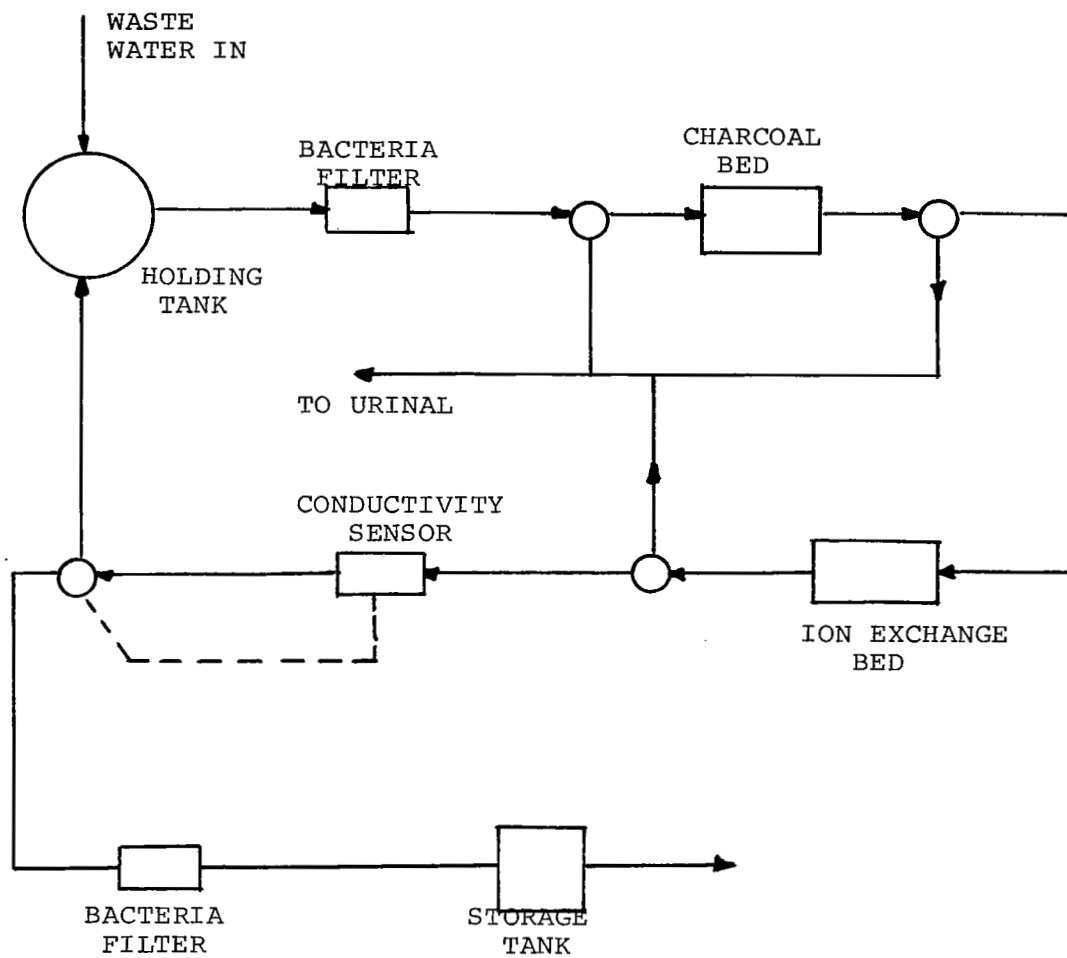 WASTE
WATER IN
BACTERIA
FILTER
CHARCOAL
BED
HOLDING
TANK
TO URINAL
CONDUCTIVITY
SENSOR
ION EXCHANGE
BED
BACTERIA
FILTER
STORAGE
TANK